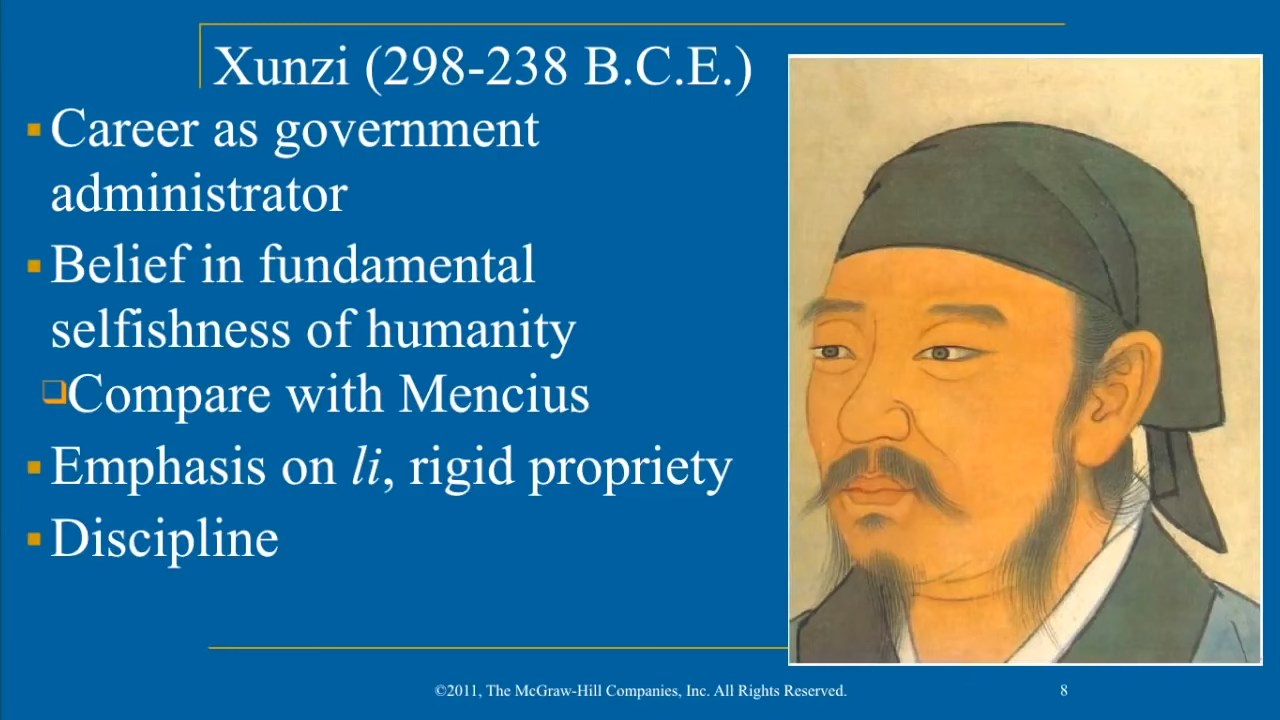 Xunzi (298-238 B.C.E.)
Career as government
administrator
Belief in fundamental
selfishness of humanity
Compare with Mencius
Emphasis on li, rigid propriety
Discipline
©2011, The McGraw-Hill Companies, Inc. All Rights Reserved.
8